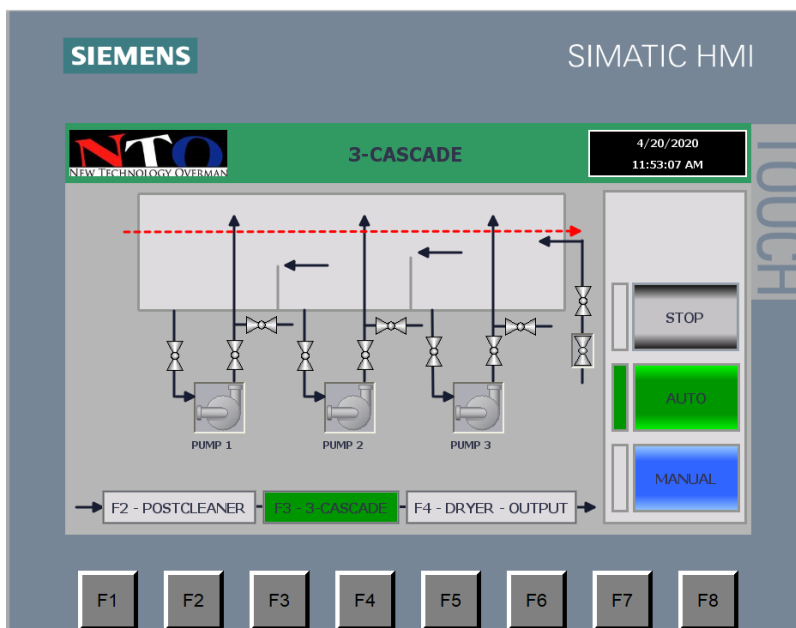 SIEMENS
SIMATIC HMI
NTO
NEW TECHNOLOGY OVERMAN
3-CASCADE
4/20/2020
11:53:07 AM
TOUCH
STOP
AUTO
MANUAL
PUMP 1
PUMP 2
PUMP 3
F2 - POSTCLEANER
F3 - 3-CASCADE
F4 - DRYER - OUTPUT
F1
F2
F3
F4
F5
F6
F7
F8